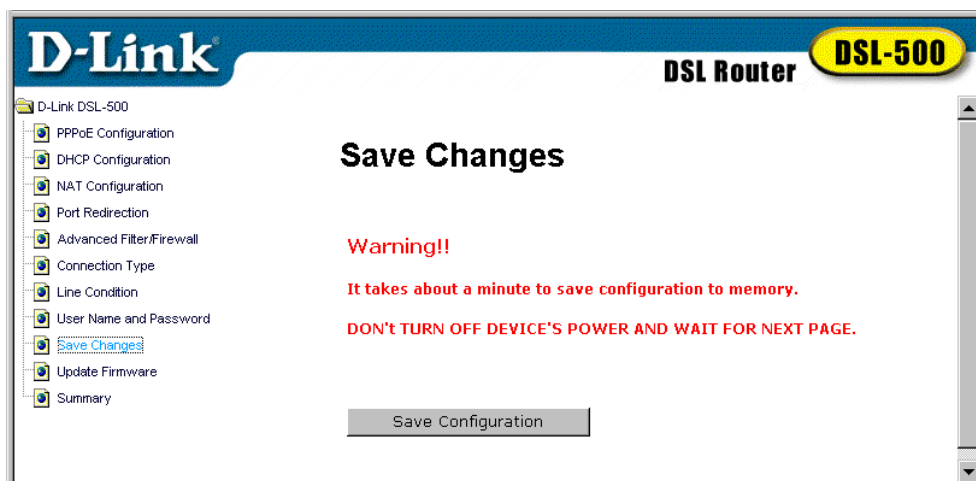 D-Link
DSL Router
DSL-500
D-Link DSL-500
PPPoE Configuration
DHCP Configuration
NAT Configuration
Port Redirection
Advanced Filter/Firewall
Connection Type
Line Condition
User Name and Password
Save Changes
Update Firmware
Summary
Save Changes
Warning!!
It takes about a minute to save configuration to memory.
DON't TURN OFF DEVICE'S POWER AND WAIT FOR NEXT PAGE.
Save Configuration